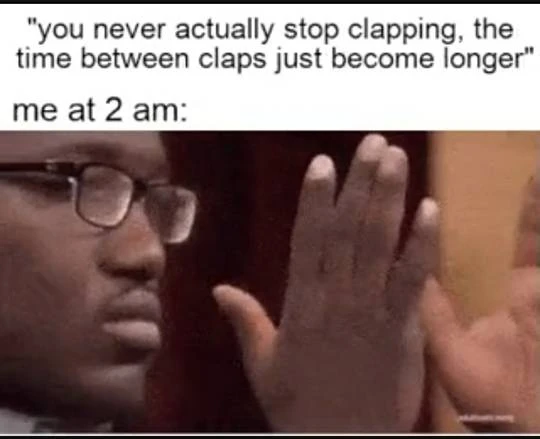 "you never actually stop clapping, the
time between claps just become longer"
me at 2 am: